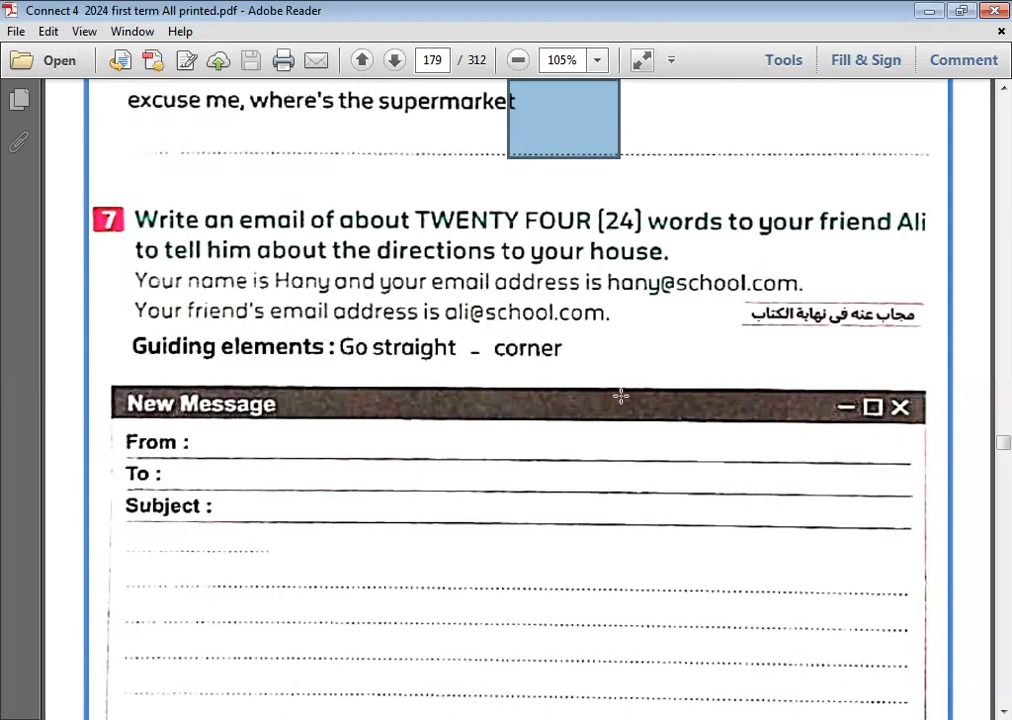 Connect 4 2024 first term All printed.pdf - Adobe Reader
File Edit View Window Help
Open 179 / 312 105% Tools Fill & Sign Comment
excuse me, where's the supermarket
7 Write an email of about TWENTY FOUR (24) words to your friend Ali
to tell him about the directions to your house.
Your name is Hany and your email address is hany@school.com.
Your friend's email address is ali@school.com.
مجاب عنه فى نهاية الكتاب
Guiding elements : Go straight - corner
New Message
From :
To :
Subject :